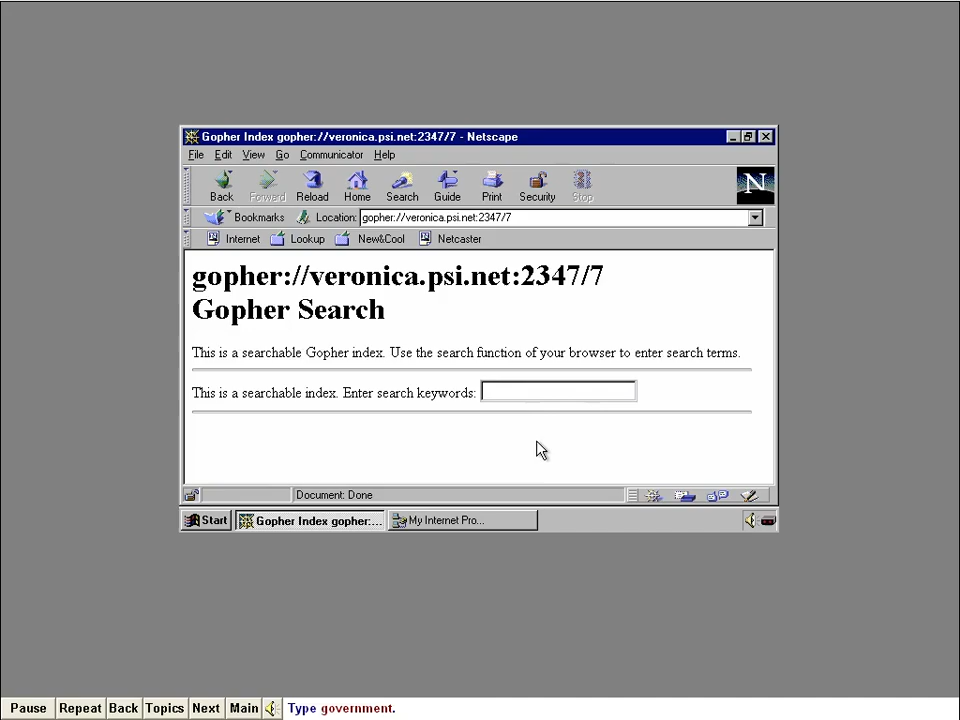 Gopher Index gopher://veronica.psi.net:2347/7 - Netscape
File Edit View Go Communicator Help
Back Forward Reload Home Search Guide Print Security Stop
N
Bookmarks Location: gopher://veronica.psi.net:2347/7
Internet Lookup New&Cool Netcaster
gopher://veronica.psi.net:2347/7
Gopher Search
This is a searchable Gopher index. Use the search function of your browser to enter search terms.
This is a searchable index. Enter search keywords:
Document: Done
Start Gopher Index gopher:... My Internet Pro...
Pause Repeat Back Topics Next Main Type government.